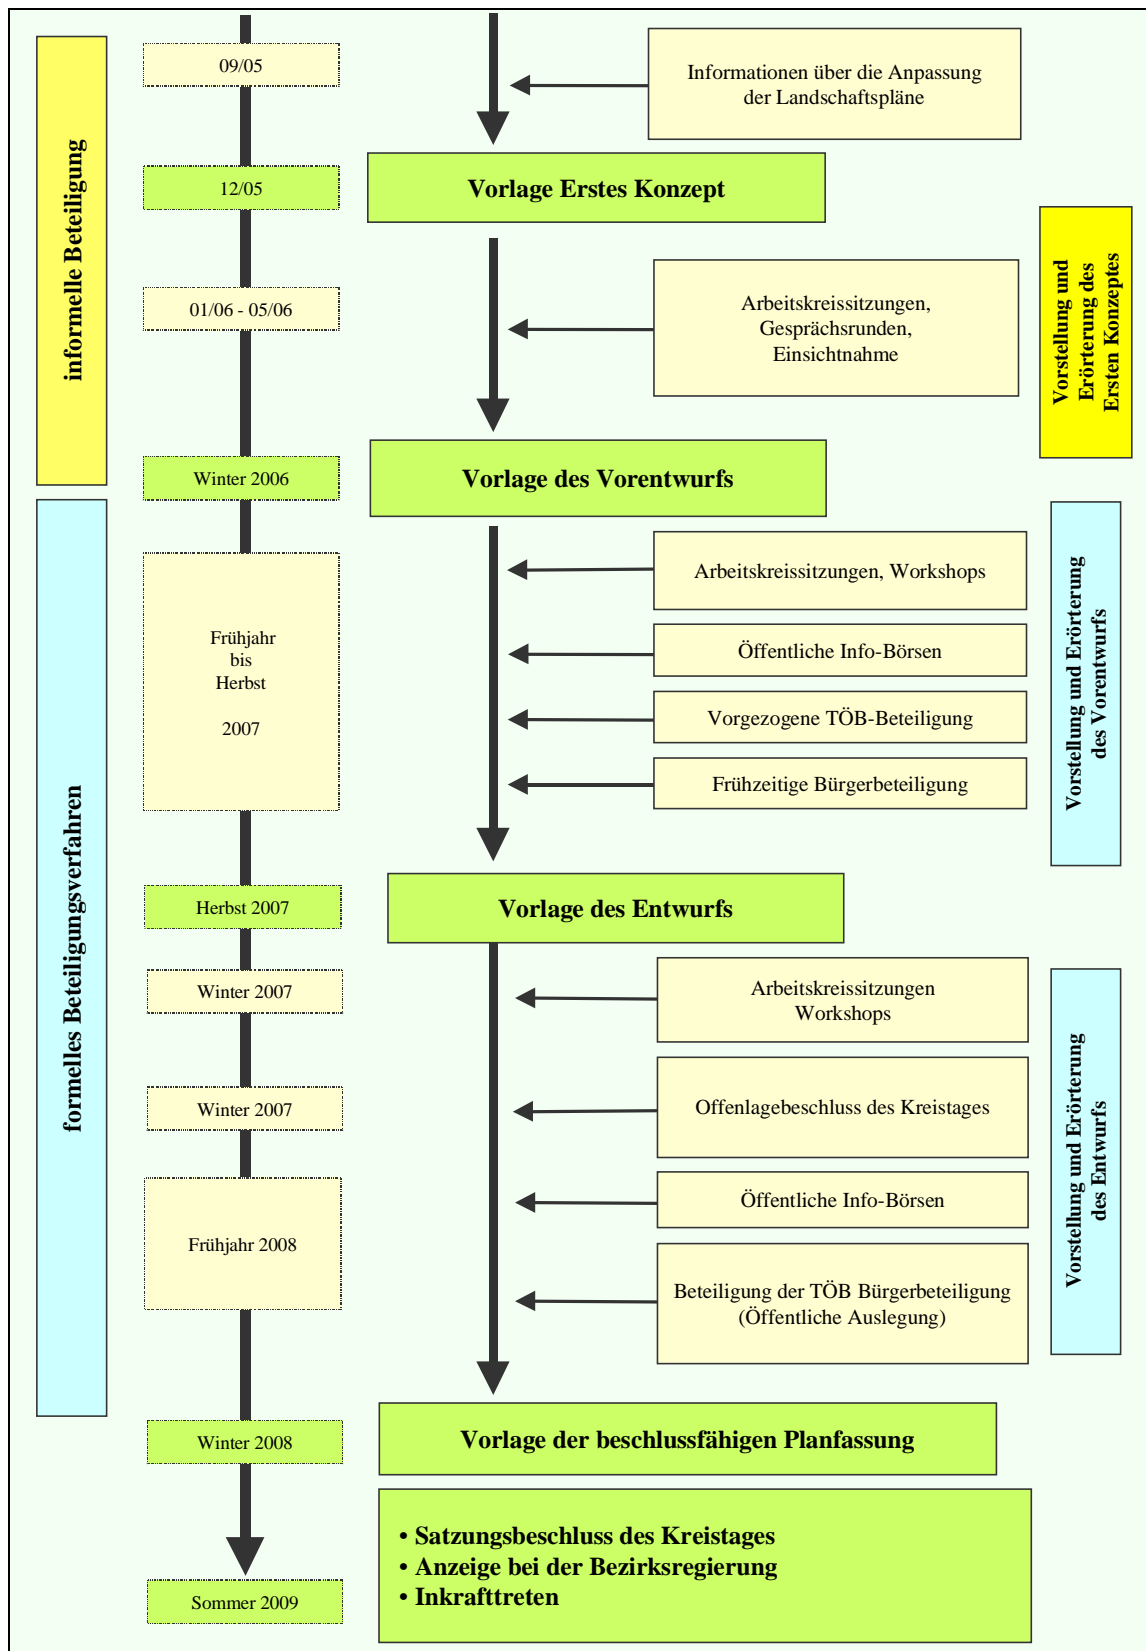 informelle Beteiligung
09/05
Informationen über die Anpassung
der Landschaftspläne
12/05
Vorlage Erstes Konzept
01/06 - 05/06
Arbeitskreissitzungen,
Gesprächsrunden,
Einsichtnahme
Vorstellung und
Erörterung des
Ersten Konzeptes
Winter 2006
Vorlage des Vorentwurfs
formelles Beteiligungsverfahren
Frühjahr
bis
Herbst
2007
Arbeitskreissitzungen, Workshops
Öffentliche Info-Börsen
Vorgezogene TÖB-Beteiligung
Frühzeitige Bürgerbeteiligung
Vorstellung und Erörterung
des Vorentwurfs
Herbst 2007
Vorlage des Entwurfs
Winter 2007
Arbeitskreissitzungen
Workshops
Winter 2007
Offenlagebeschluss des Kreistages
Öffentliche Info-Börsen
Frühjahr 2008
Beteiligung der TÖB Bürgerbeteiligung
(Öffentliche Auslegung)
Vorstellung und Erörterung
des Entwurfs
Winter 2008
Vorlage der beschlussfähigen Planfassung
• Satzungsbeschluss des Kreistages
• Anzeige bei der Bezirksregierung
• Inkrafttreten
Sommer 2009